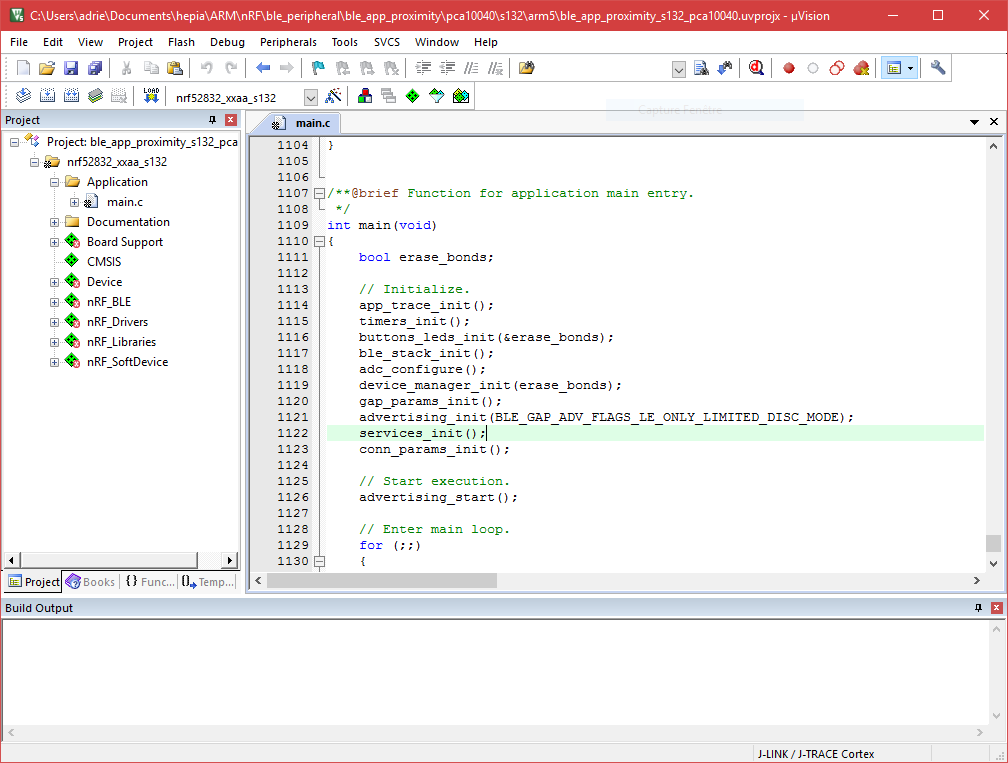 C:\Users\adrie\Documents\hepia\ARM\nRF\ble_peripheral\ble_app_proximity\pca10040\s132\arm5\ble_app_proximity_s132_pca10040.uvprojx - µVision
File Edit View Project Flash Debug Peripherals Tools SVCS Window Help
LOAD
nrf52832_xxaa_s132
Capture Fenêtre
Project
Project: ble_app_proximity_s132_pca
nrf52832_xxaa_s132
Application
main.c
Documentation
Board Support
CMSIS
Device
nRF_BLE
nRF_Drivers
nRF_Libraries
nRF_SoftDevice
Project Books {} Func... 0 Temp...
main.c
1104 }
1105
1106
1107 /**@brief Function for application main entry.
1108 */
1109 int main(void)
1110 {
1111 bool erase_bonds;
1112
1113 // Initialize.
1114 app_trace_init();
1115 timers_init();
1116 buttons_leds_init(&erase_bonds);
1117 ble_stack_init();
1118 adc_configure();
1119 device_manager_init(erase_bonds);
1120 gap_params_init();
1121 advertising_init(BLE_GAP_ADV_FLAGS_LE_ONLY_LIMITED_DISC_MODE);
1122 services_init();
1123 conn_params_init();
1124
1125 // Start execution.
1126 advertising_start();
1127
1128 // Enter main loop.
1129 for (;;)
1130 {
Build Output
J-LINK / J-TRACE Cortex